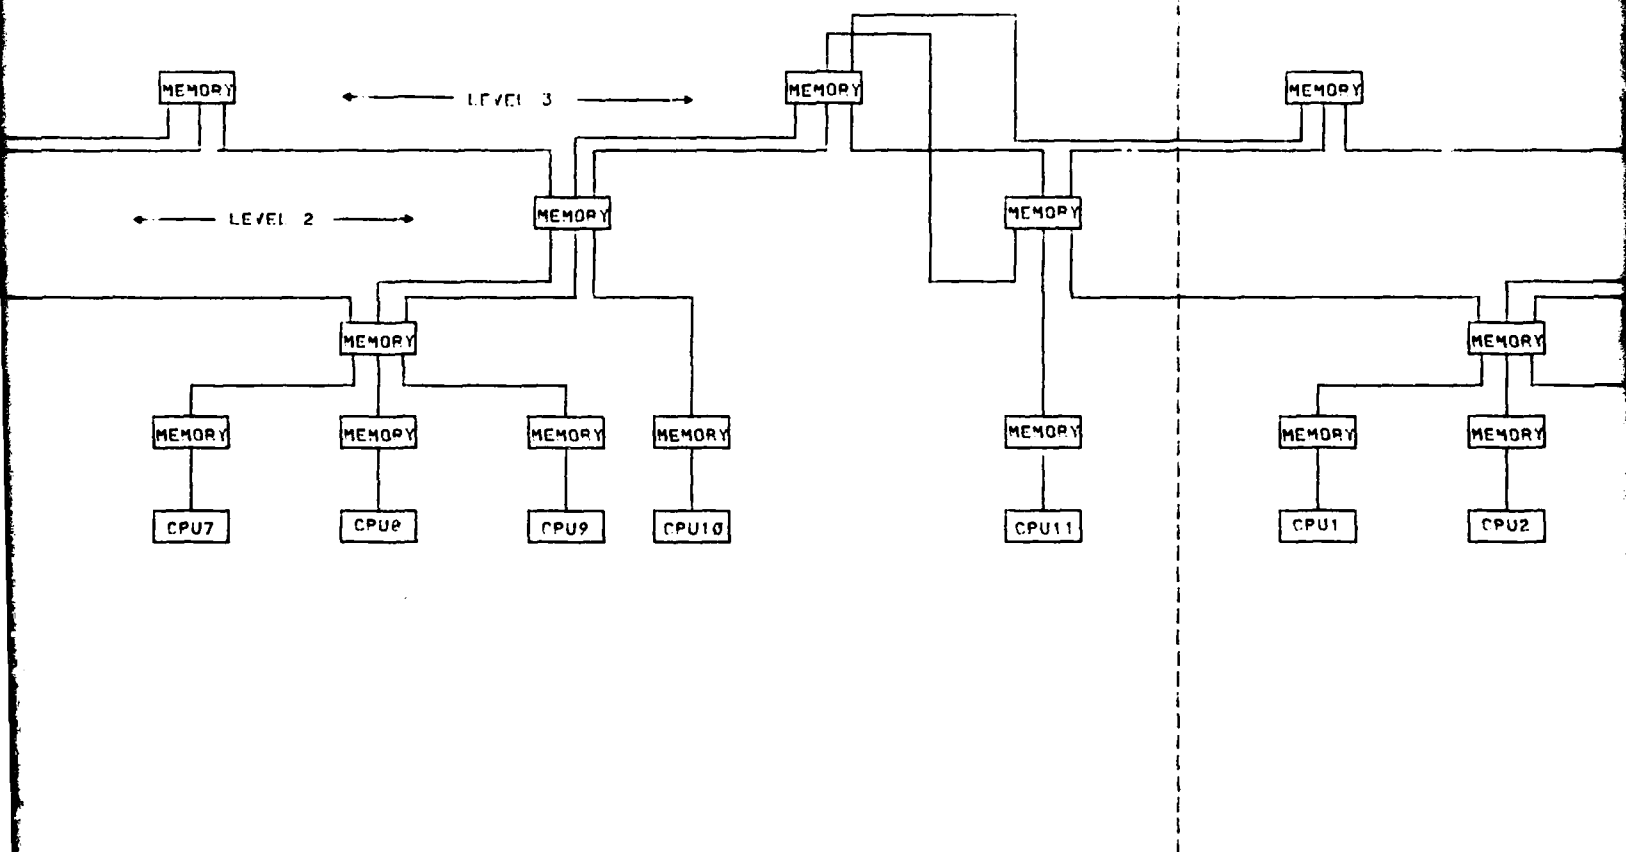 MEMORY LEVEL 3 MEMORY MEMORY
LEVEL 2 MEMORY MEMORY
MEMORY MEMORY
MEMORY MEMORY MEMORY MEMORY MEMORY MEMORY MEMORY
CPU7 CPU8 CPU9 CPU10 CPU11 CPU1 CPU2